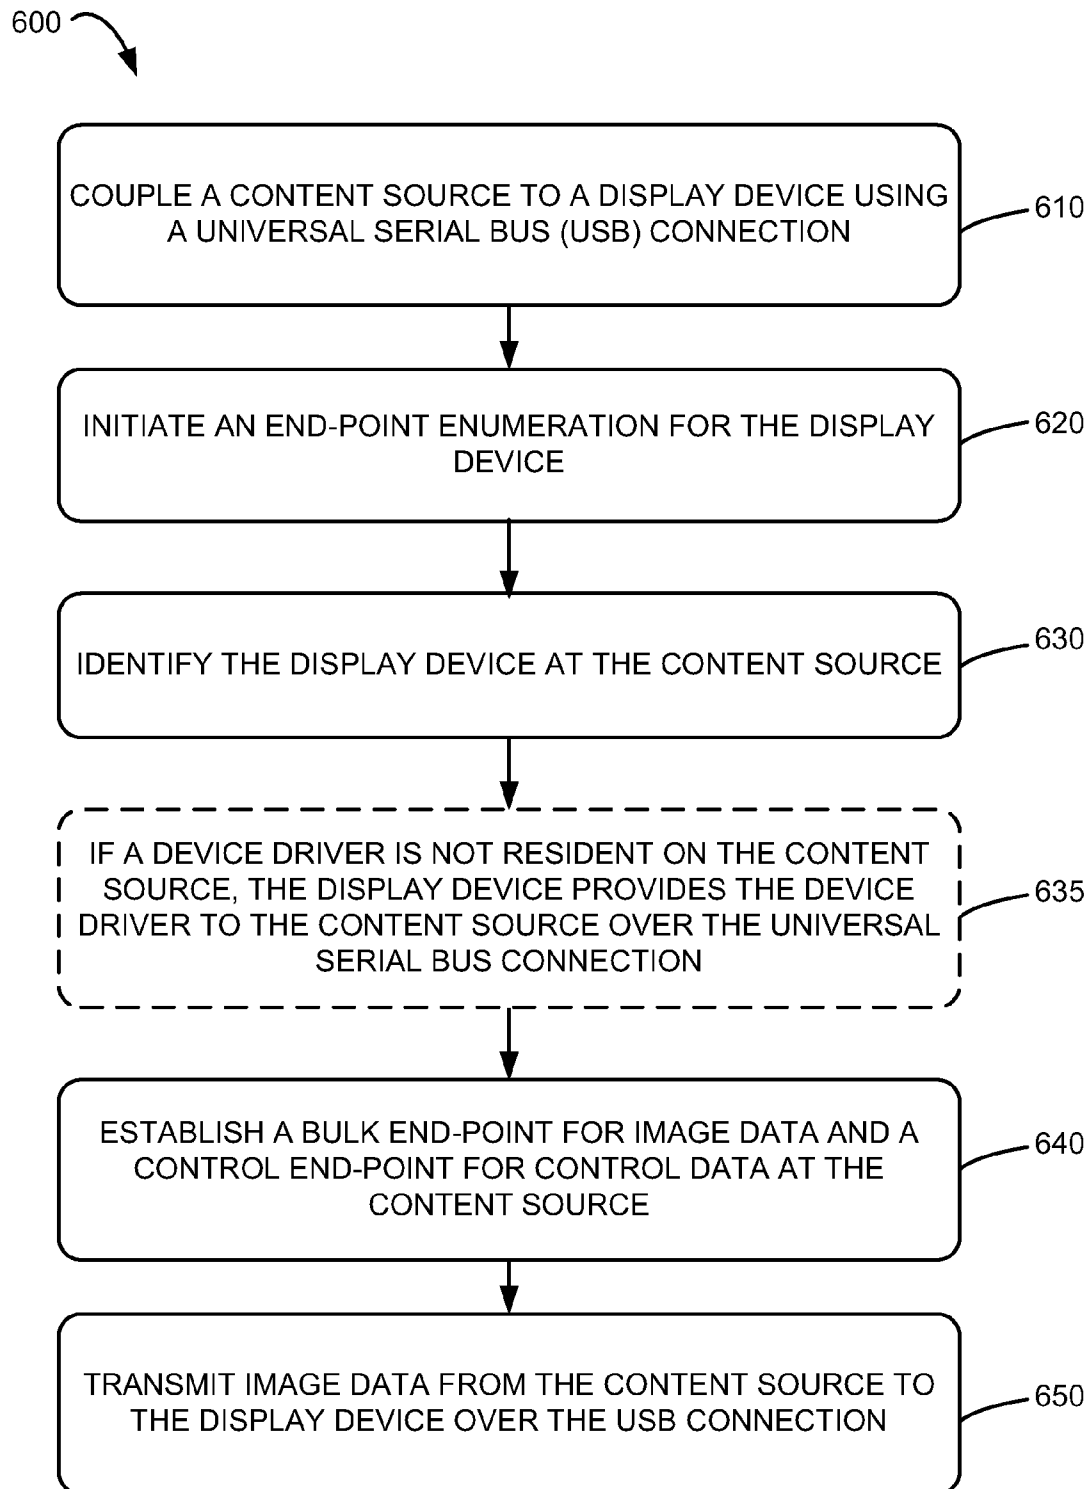 600
COUPLE A CONTENT SOURCE TO A DISPLAY DEVICE USING
A UNIVERSAL SERIAL BUS (USB) CONNECTION
610
INITIATE AN END-POINT ENUMERATION FOR THE DISPLAY
DEVICE
620
IDENTIFY THE DISPLAY DEVICE AT THE CONTENT SOURCE
630
IF A DEVICE DRIVER IS NOT RESIDENT ON THE CONTENT
SOURCE, THE DISPLAY DEVICE PROVIDES THE DEVICE
DRIVER TO THE CONTENT SOURCE OVER THE UNIVERSAL
SERIAL BUS CONNECTION
635
ESTABLISH A BULK END-POINT FOR IMAGE DATA AND A
CONTROL END-POINT FOR CONTROL DATA AT THE
CONTENT SOURCE
640
TRANSMIT IMAGE DATA FROM THE CONTENT SOURCE TO
THE DISPLAY DEVICE OVER THE USB CONNECTION
650